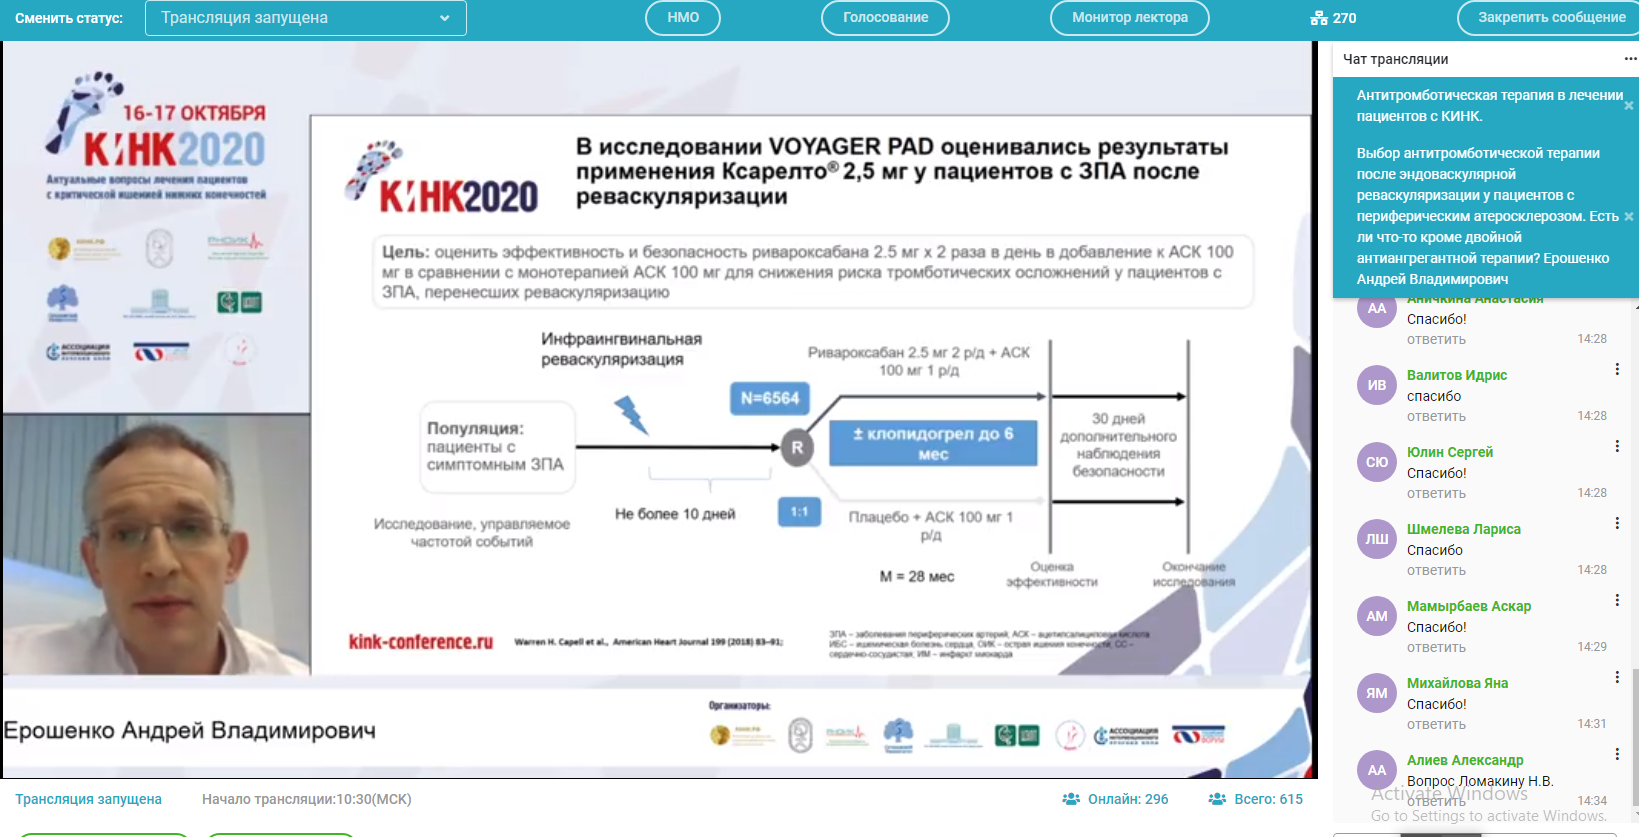 Сменить статус:
Трансляция запущена
НМО
Голосование
Монитор лектора
270
Закрепить сообщение
16-17 ОКТЯБРЯ
КИНК2020
Актуальные вопросы лечения пациентов
с критической ишемией нижних конечностей
АССОЦИАЦИЯ
КИНК2020
В исследовании VOYAGER PAD оценивались результаты
применения Ксарелто® 2,5 мг у пациентов с ЗПА после
реваскуляризации
Цель: оценить эффективность и безопасность ривароксабана 2.5 мг х 2 раза в день в добавление к АСК 100
мг в сравнении с монотерапией АСК 100 мг для снижения риска тромботических осложнений у пациентов с
ЗПА, перенесших реваскуляризацию
Инфраингвинальная
реваскуляризация
Ривароксабан 2.5 мг 2 р/д + АСК
100 мг 1 р/д
N=6564
Популяция:
пациенты с
симптомным ЗПА
R
± клопидогрел до 6
мес
30 дней
дополнительного
наблюдения
безопасности
Не более 10 дней
1:1
Плацебо + АСК 100 мг 1
р/д
Исследование, управляемое
частотой событий
M = 28 мес
Оценка
эффективности
Окончание
исследования
kink-conference.ru
Warren H. Capell et al., American Heart Journal 199 (2018) 83–91;
ЗПА – заболевания периферических артерий, АСК – ацетилсалициловая кислота
ИБС – ишемическая болезнь сердца, ОИК – острая ишемия конечности, СС –
сердечно-сосудистая, ИМ – инфаркт миокарда
Ерошенко Андрей Владимирович
Организаторы:
АССОЦИАЦИЯ
Трансляция запущена
Начало трансляции:10:30(МСК)
Онлайн: 296
Всего: 615
Чат трансляции
Антитромботическая терапия в лечении
пациентов с КИНК.
Выбор антитромботической терапии
после эндоваскулярной
реваскуляризации у пациентов с
периферическим атеросклерозом. Есть
ли что-то кроме двойной
антиангрегантной терапии? Ерошенко
Андрей Владимирович
АА
Аничкина Анастасия
Спасибо!
ответить
14:28
ИВ
Валитов Идрис
спасибо
ответить
14:28
СЮ
Юлин Сергей
Спасибо!
ответить
14:28
ЛШ
Шмелева Лариса
Спасибо
ответить
14:28
АМ
Мамырбаев Аскар
Спасибо!
ответить
14:29
ЯМ
Михайлова Яна
Спасибо!
ответить
14:31
АА
Алиев Александр
Вопрос Ломакину Н.В.
ответить
14:34
Activate Windows
Go to Settings to activate Windows.